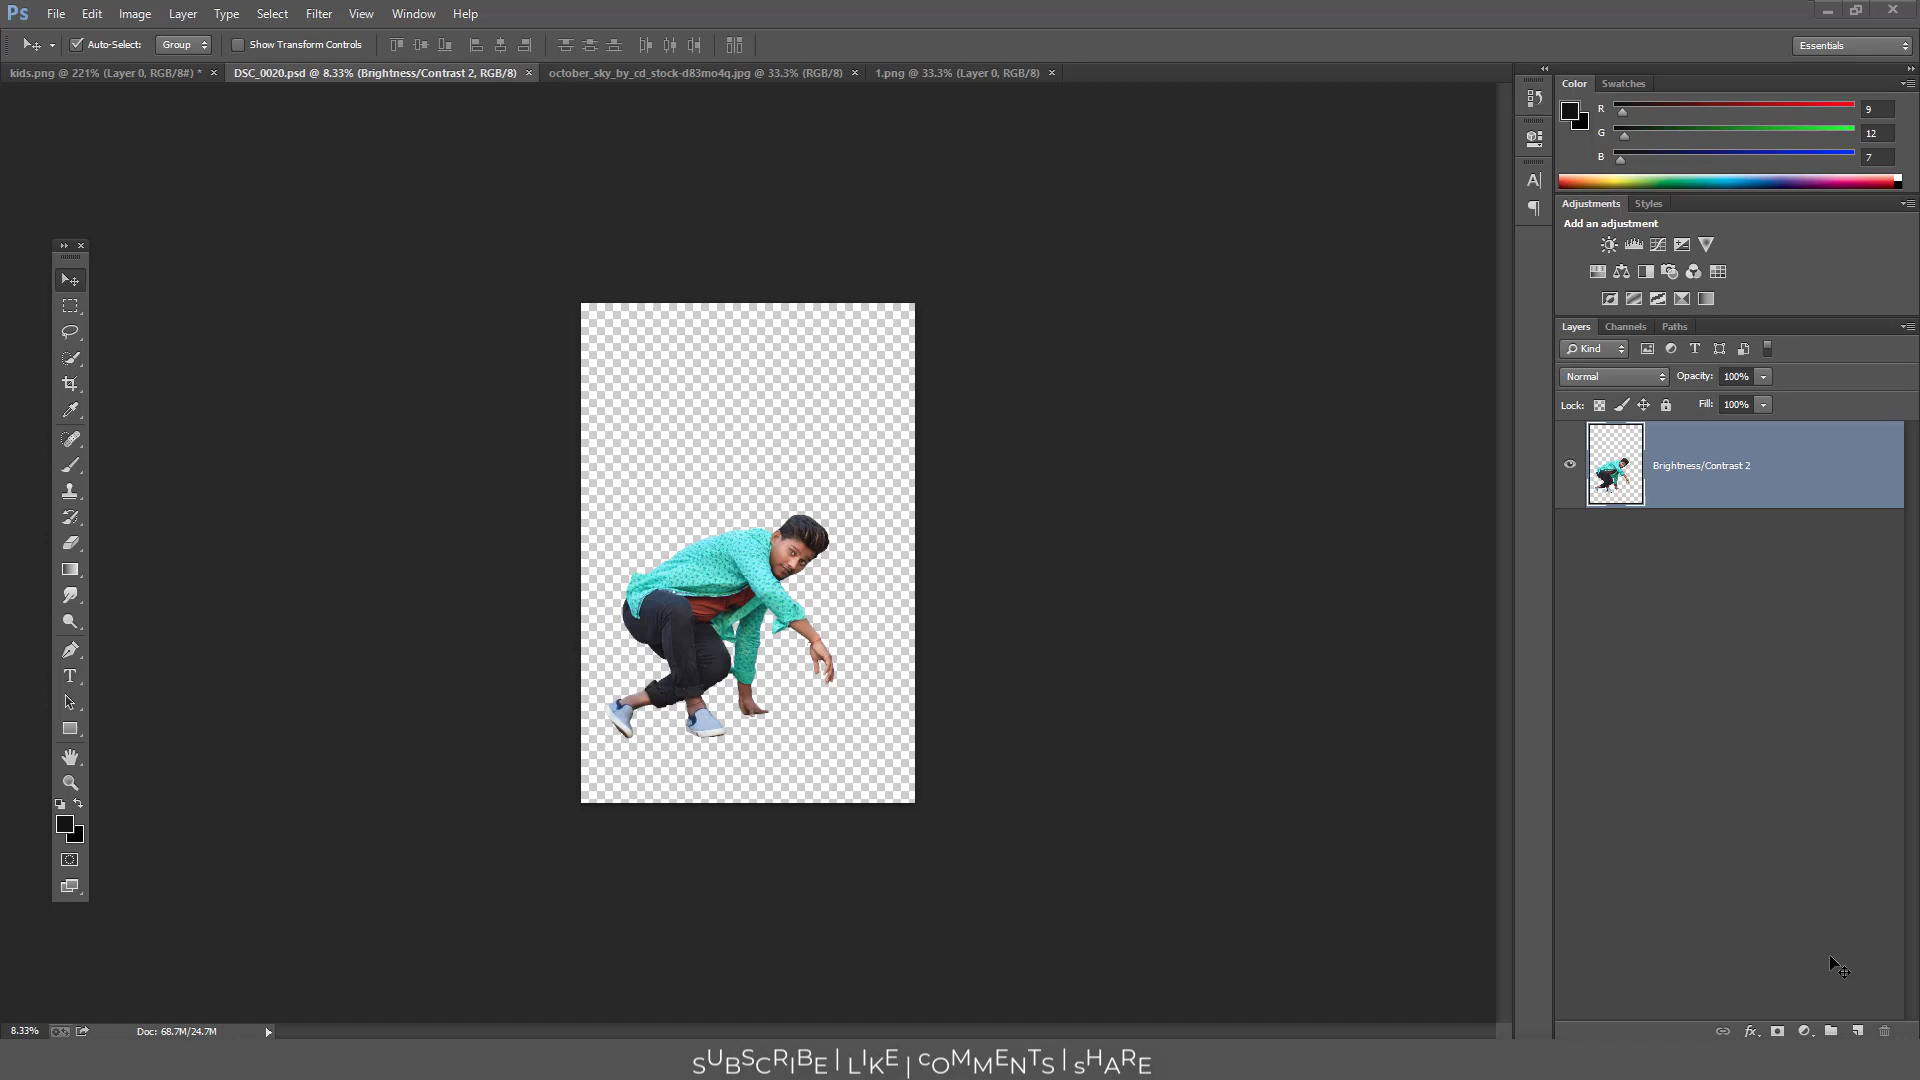 Ps File Edit Image Layer Type Select Filter View Window Help
Auto-Select: Group Show Transform Controls Essentials
kids.png @ 221% (Layer 0, RGB/8#) * × DSC_0020.psd @ 8.33% (Brightness/Contrast 2, RGB/8) × october_sky_by_cd_stock-d83mo4q.jpg @ 33.3% (RGB/8) × 1.png @ 33.3% (Layer 0, RGB/8) ×
Color Swatches
R 9
G 12
B 7
Adjustments Styles
Add an adjustment
Layers Channels Paths
Kind
Normal Opacity: 100%
Lock: Fill: 100%
Brightness/Contrast 2
8.33% Doc: 68.7M/24.7M
SUBSCRIBE | LIKE | COMMENTS | SHARE